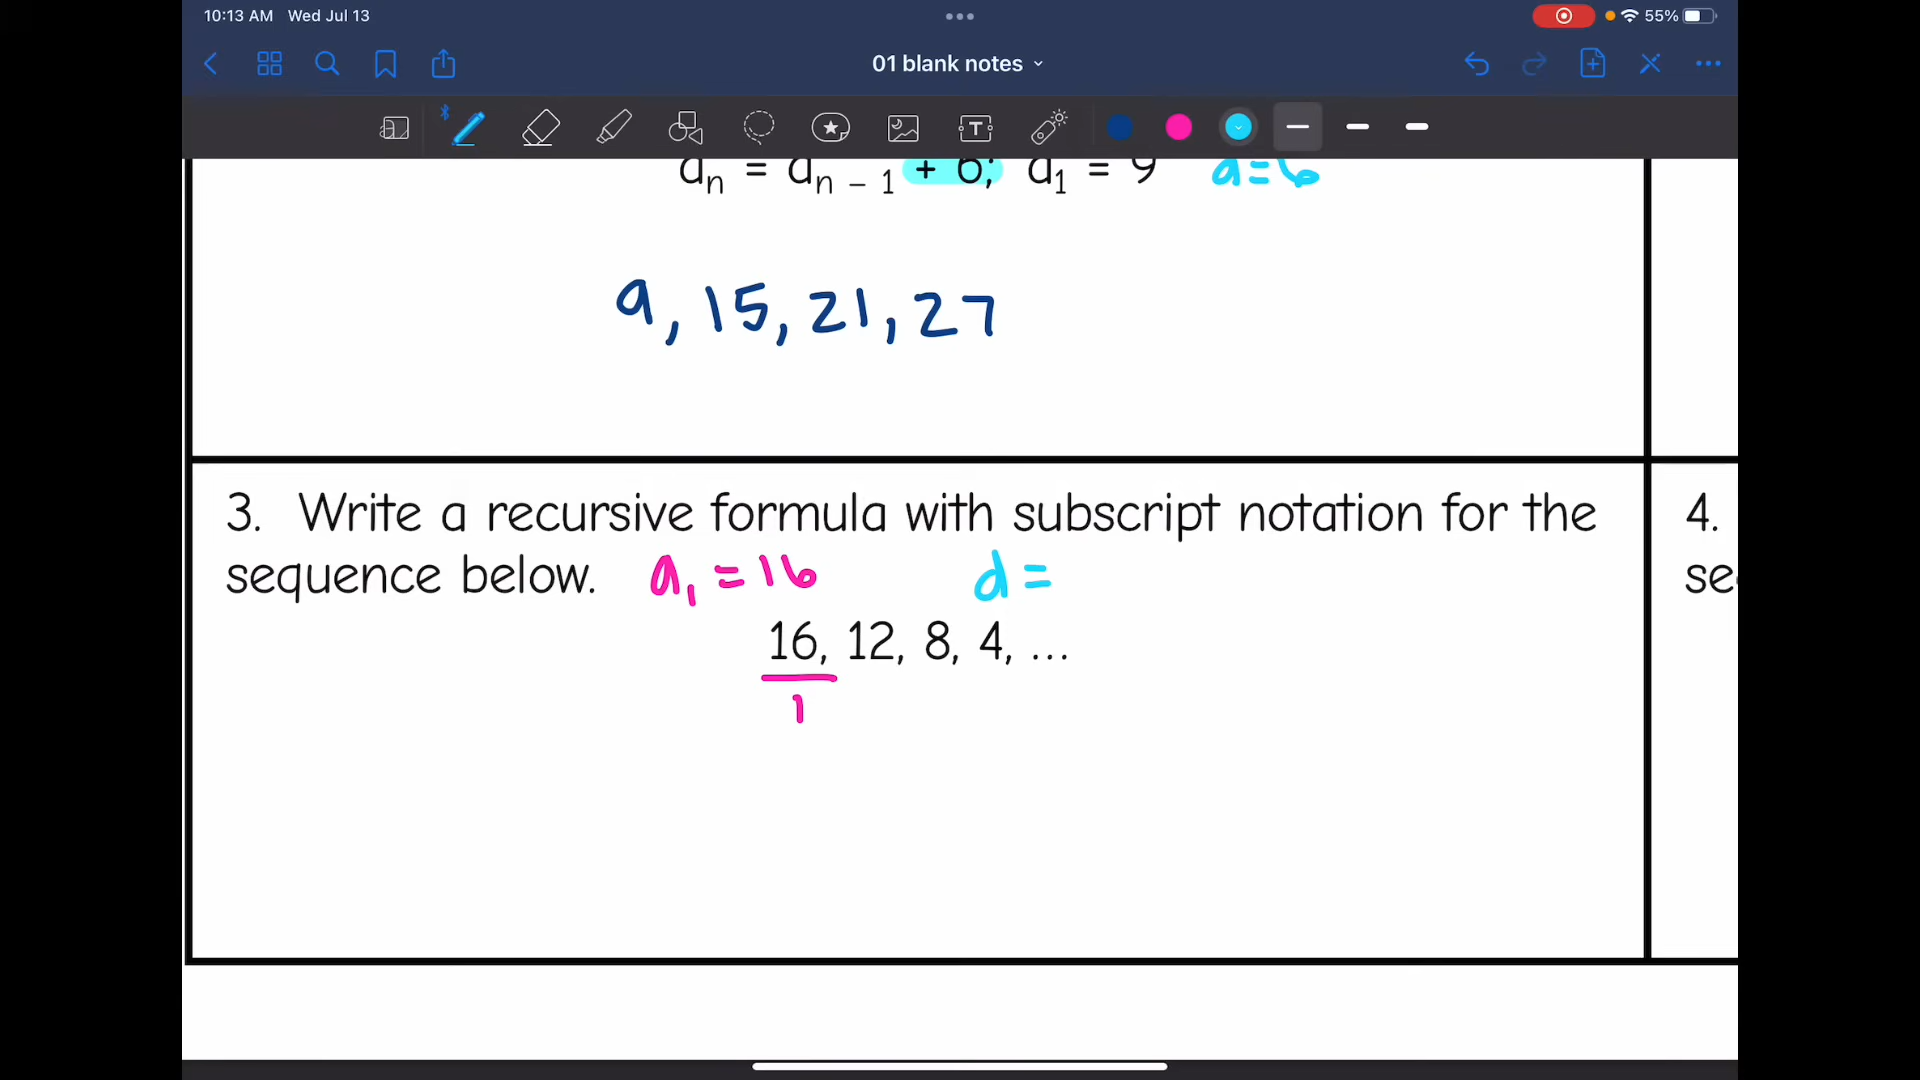 10:13 AM Wed Jul 13
55%
01 blank notes
T
an = an – 1 + 6; a1 = 9 d=6
9, 15, 21, 27
3. Write a recursive formula with subscript notation for the
sequence below. a1 = 16 d =
16, 12, 8, 4, ...
1
4.
se